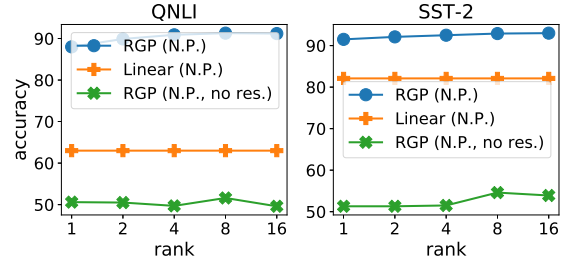 QNLI
accuracy
90
80
70
60
50
RGP (N.P.)
Linear (N.P.)
RGP (N.P., no res.)
1 2 4 8 16
rank
SST-2
90
80
70
60
50
RGP (N.P.)
Linear (N.P.)
RGP (N.P., no res.)
1 2 4 8 16
rank